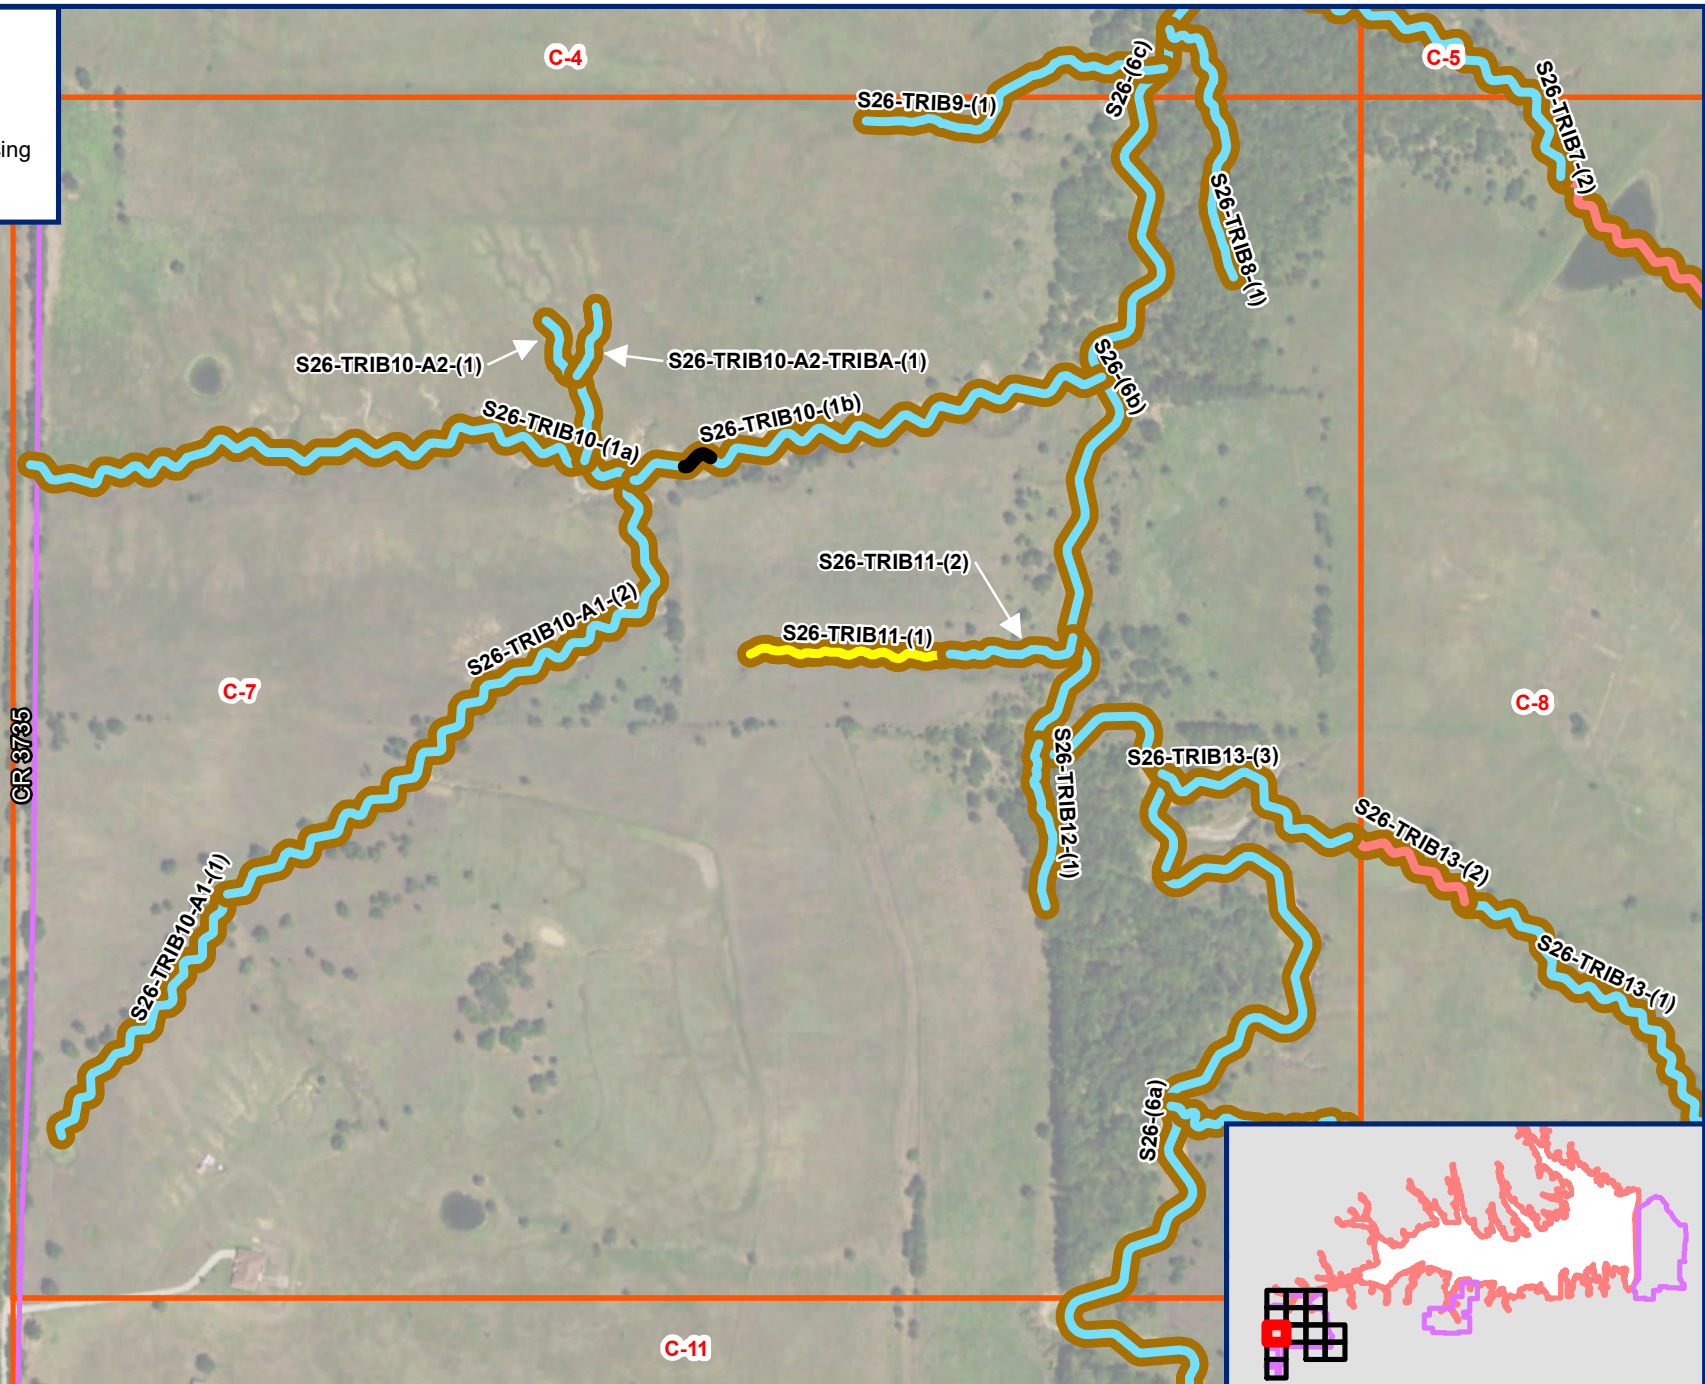 C-4
C-5
S26-(6c)
S26-TRIB7-(2)
S26-TRIB9-(1)
ing
S26-TRIB8-(1)
S26-TRIB10-A2-(1)
S26-TRIB10-A2-TRIBA-(1)
S26-(6b)
S26-TRIB10-(1a)
S26-TRIB10-(1b)
S26-TRIB11-(2)
S26-TRIB10-A1-(2)
S26-TRIB11-(1)
C-7
C-8
CR 3735
S26-TRIB12-(1)
S26-TRIB13-(3)
S26-TRIB13-(2)
S26-TRIB10-A1-(1)
S26-TRIB13-(1)
S26-(6a)
C-11